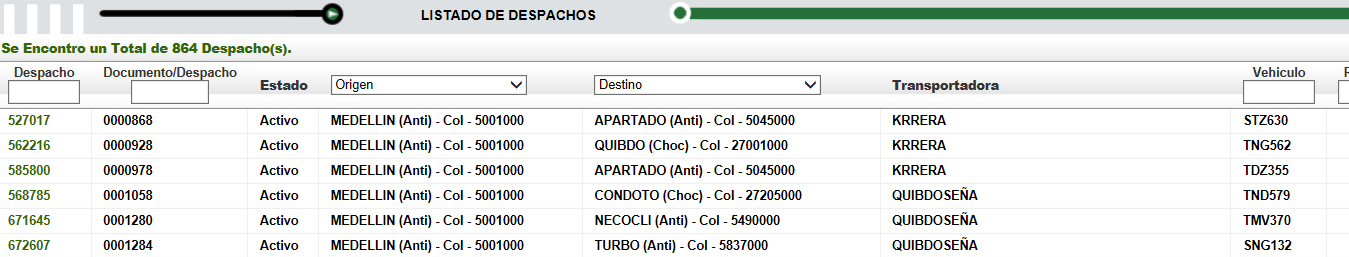 LISTADO DE DESPACHOS
Se Encontro un Total de 864 Despacho(s).
Despacho Documento/Despacho Estado Origen Destino Transportadora Vehiculo
527017 0000868 Activo MEDELLIN (Anti) - Col - 5001000 APARTADO (Anti) - Col - 5045000 KRRERA STZ630
562216 0000928 Activo MEDELLIN (Anti) - Col - 5001000 QUIBDO (Choc) - Col - 27001000 KRRERA TNG562
585800 0000978 Activo MEDELLIN (Anti) - Col - 5001000 APARTADO (Anti) - Col - 5045000 KRRERA TDZ355
568785 0001058 Activo MEDELLIN (Anti) - Col - 5001000 CONDOTO (Choc) - Col - 27205000 QUIBDOSEÑA TND579
671645 0001280 Activo MEDELLIN (Anti) - Col - 5001000 NECOCLI (Anti) - Col - 5490000 QUIBDOSEÑA TMV370
672607 0001284 Activo MEDELLIN (Anti) - Col - 5001000 TURBO (Anti) - Col - 5837000 QUIBDOSEÑA SNG132